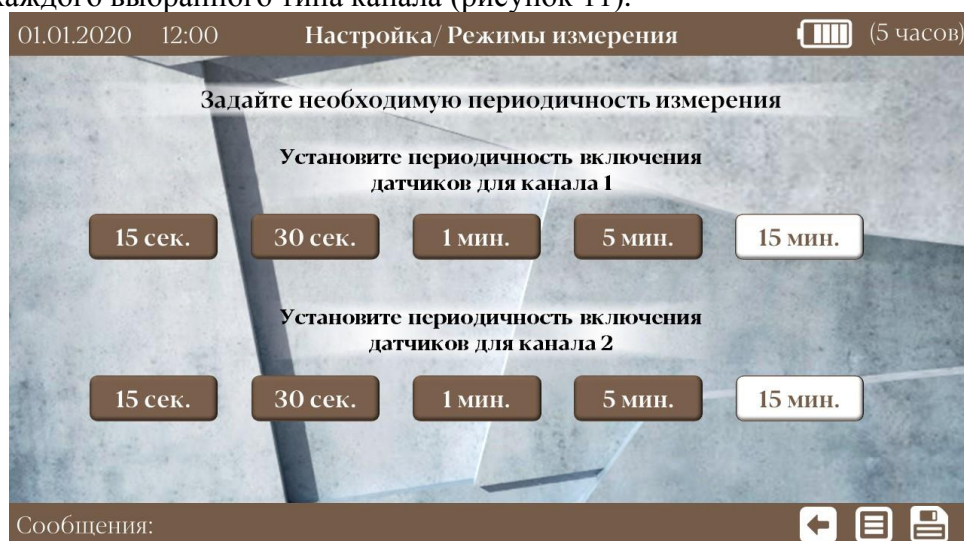 каждого выбранного типа канала (рисунок 11).
01.01.2020 12:00 Настройка/ Режимы измерения (5 часов)
Задайте необходимую периодичность измерения
Установите периодичность включения
датчиков для канала 1
15 сек. 30 сек. 1 мин. 5 мин. 15 мин.
Установите периодичность включения
датчиков для канала 2
15 сек. 30 сек. 1 мин. 5 мин. 15 мин.
Сообщения: